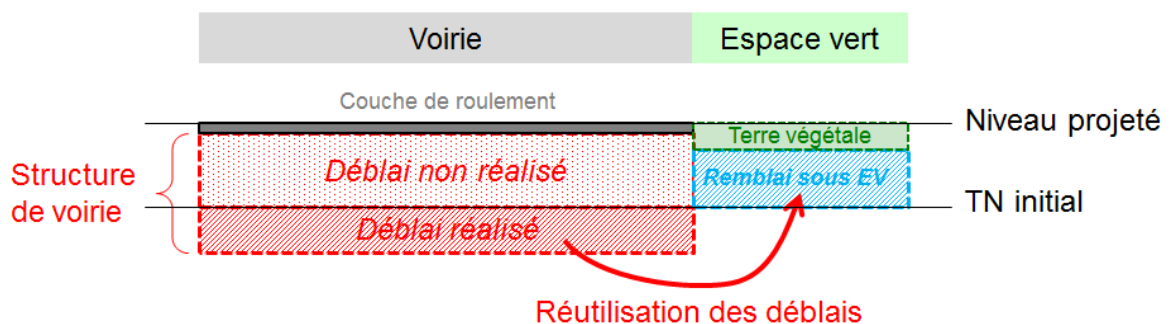 Voirie
Espace vert
Couche de roulement
Niveau projeté
Terre végétale
Déblai non réalisé
Remblai sous EV
Structure
de voirie
TN initial
Déblai réalisé
Réutilisation des déblais